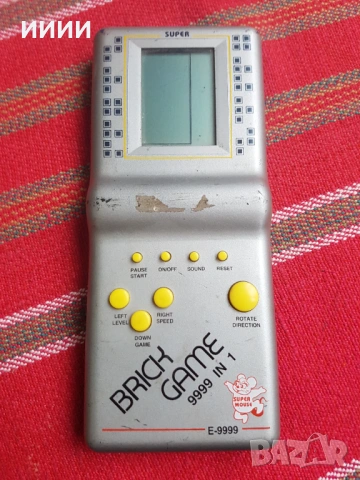 ииии
SUPER
PAUSE
START
ON/OFF
SOUND
RESET
LEFT
LEVEL
RIGHT
SPEED
DOWN
GAME
ROTATE
DIRECTION
BRICK
GAME
9999 IN 1
SUPER
MOUSE
E-9999
BAZAR